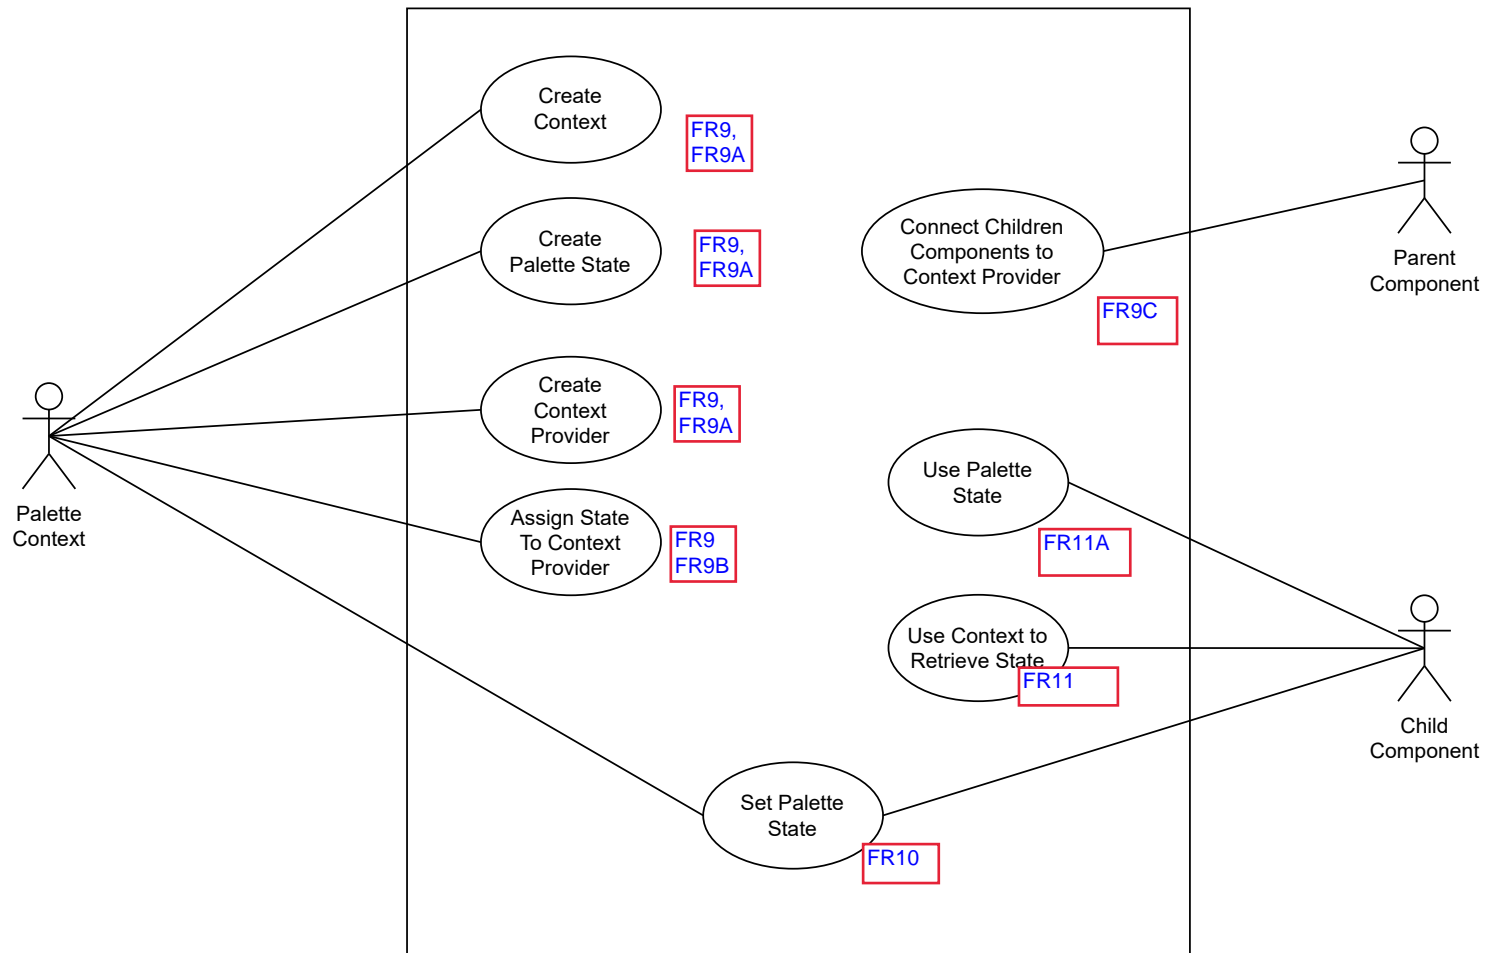 Create
Context
FR9,
FR9A
Create
Palette State
FR9,
FR9A
Connect Children
Components to
Context Provider
FR9C
Parent
Component
Create
Context
Provider
FR9,
FR9A
Palette
Context
Assign State
To Context
Provider
FR9
FR9B
Use Palette
State
FR11A
Use Context to
Retrieve State
FR11
Child
Component
Set Palette
State
FR10